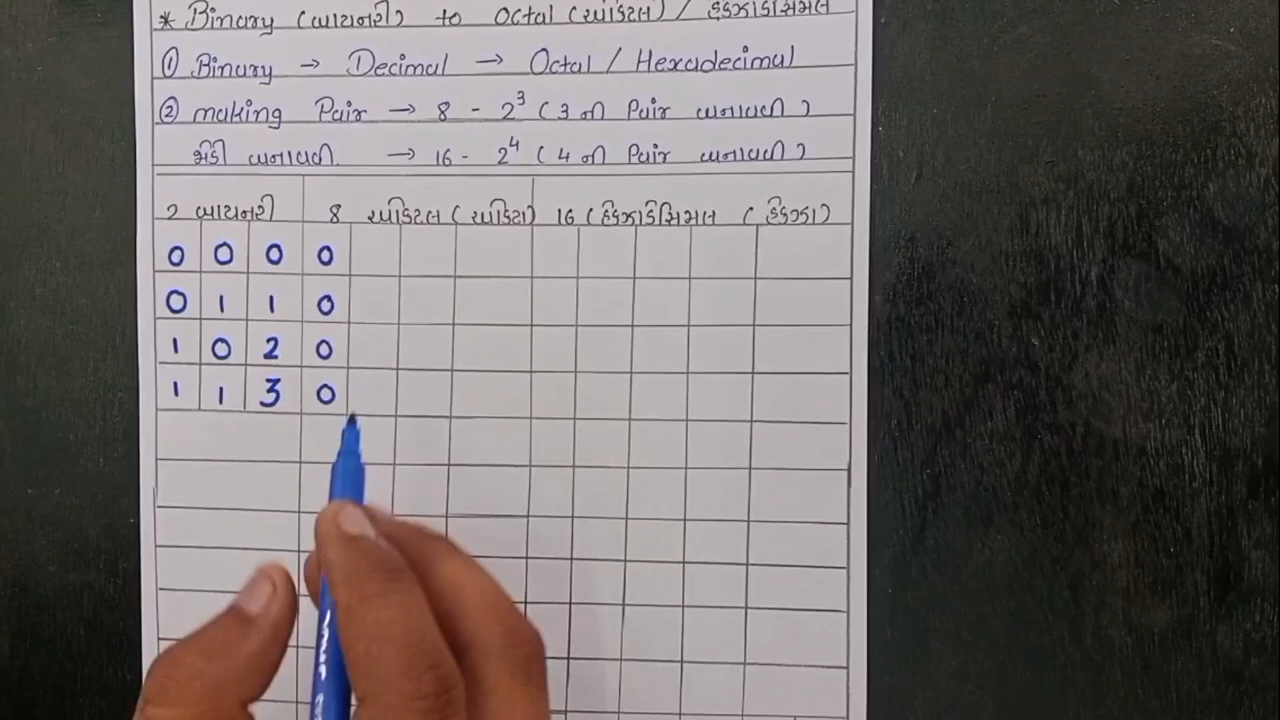 * Binary (બાયનરી) to Octal (ઓક્ટલ) / હેક્ઝાડેસિમલ
① Binary → Decimal → Octal / Hexadecimal
② making Pair → 8 - 2³ (3 ની Pair બનાવવી)
જોડી બનાવવી. → 16 - 2⁴ (4 ની Pair બનાવવી)
2 બાયનરી 8 ઓક્ટિટલ (ઓક્ટિટા) 16 (હેક્ઝાડેસિમલ (હેક્ઝા)
0 0 0 0
0 1 1 0
1 0 2 0
1 1 3 0